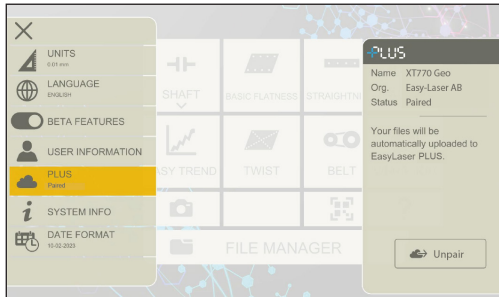 UNITS
0.01 mm
LANGUAGE
ENGLISH
BETA FEATURES
USER INFORMATION
PLUS
Paired
SYSTEM INFO
DATE FORMAT
10-02-2023
SHAFT
BASIC FLATNESS
STRAIGHTNE
ASY TREND
TWIST
BELT
FILE MANAGER
PLUS
Name XT770 Geo
Org. Easy-Laser AB
Status Paired
Your files will be
automatically uploaded to
EasyLaser PLUS.
Unpair